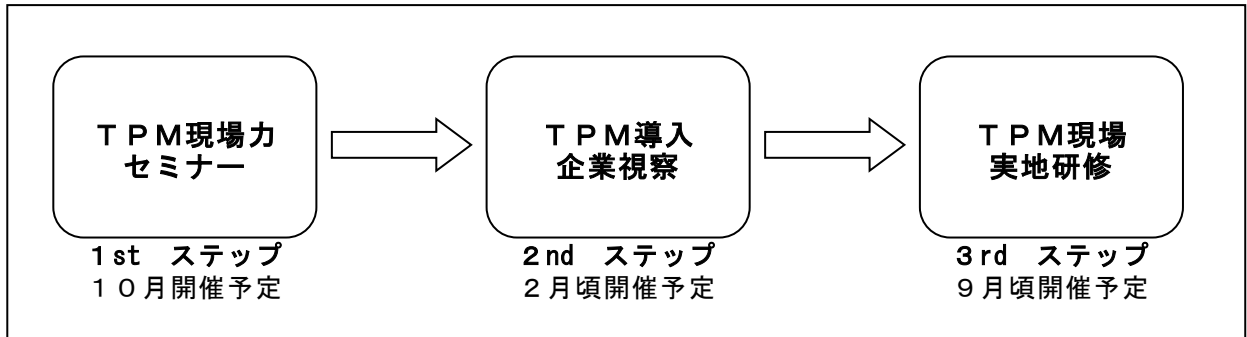 ＴＰＭ現場力
セミナー
ＴＰＭ導入
企業視察
ＴＰＭ現場
実地研修
１st　ステップ
１０月開催予定
２nd　ステップ
２月頃開催予定
３rd　ステップ
９月頃開催予定